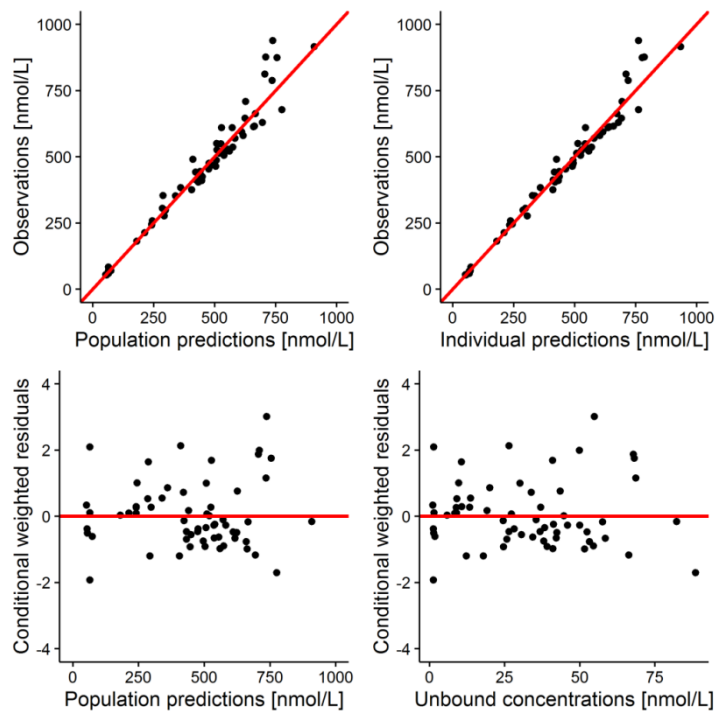 Observations [nmol/L]
1000
750
500
250
0
0 250 500 750 1000
Population predictions [nmol/L]
Observations [nmol/L]
1000
750
500
250
0
0 250 500 750 1000
Individual predictions [nmol/L]
Conditional weighted residuals
4
2
0
-2
-4
0 250 500 750 1000
Population predictions [nmol/L]
Conditional weighted residuals
4
2
0
-2
-4
0 25 50 75
Unbound concentrations [nmol/L]